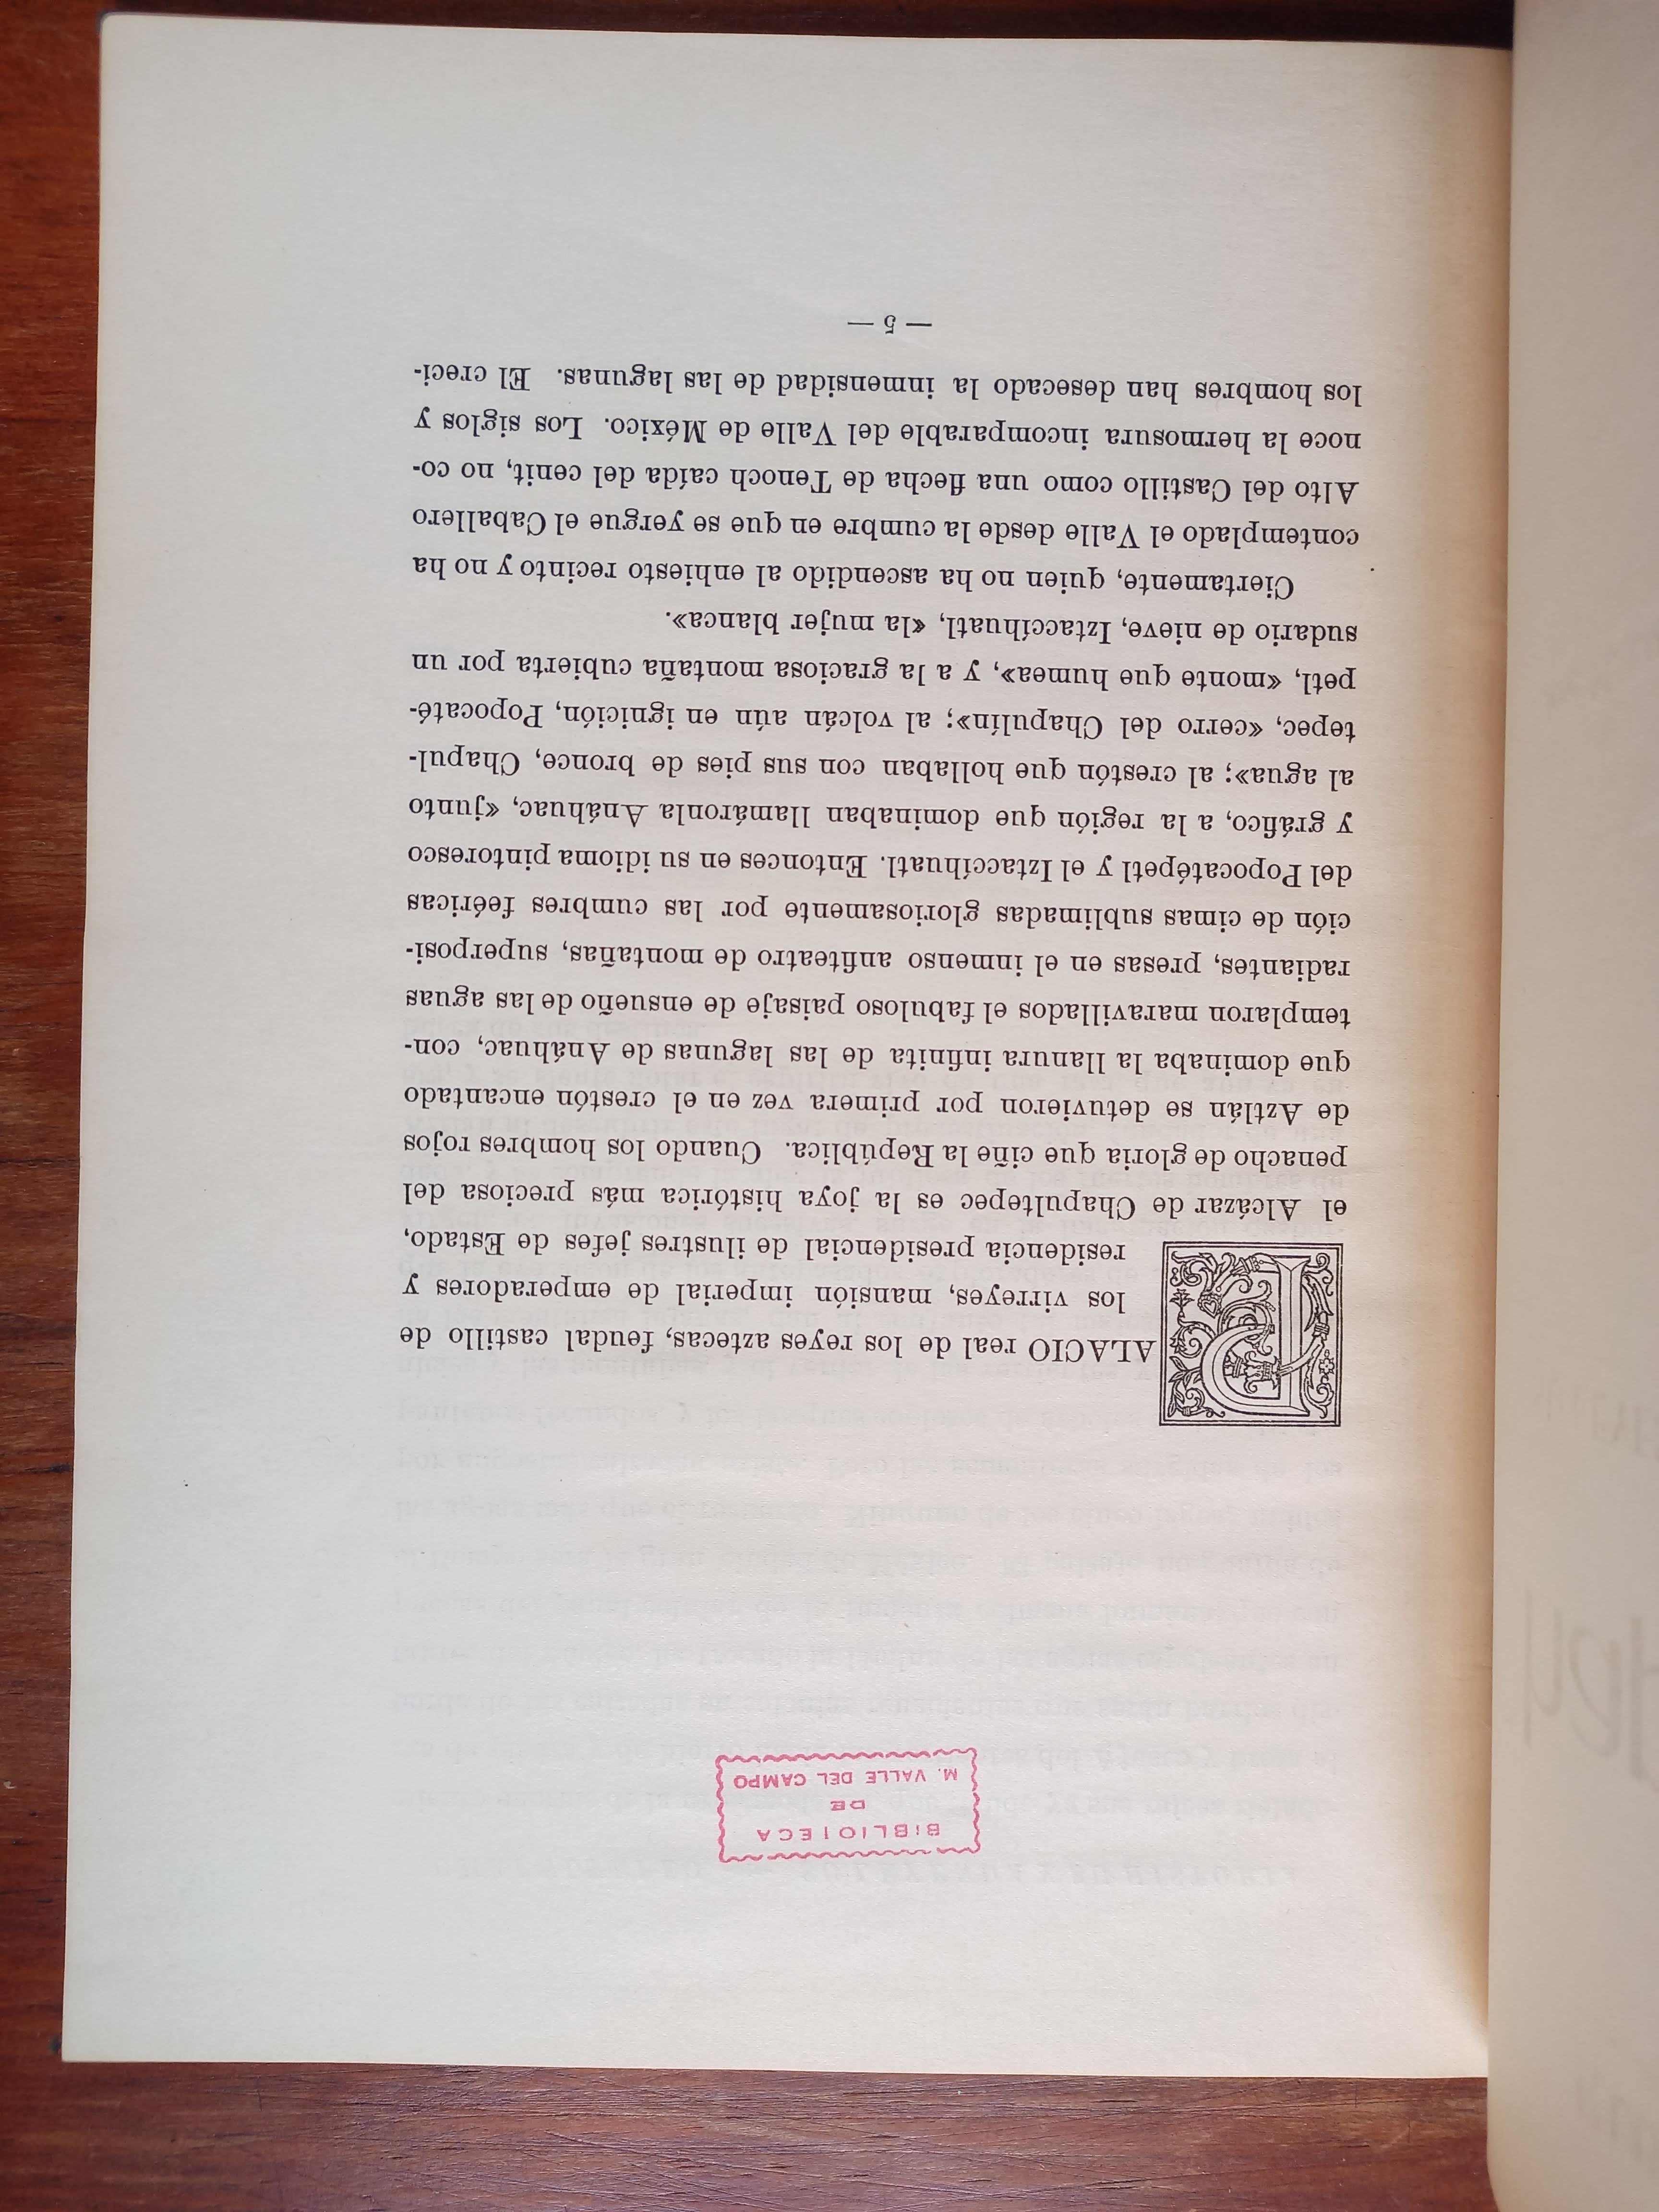 BIBLIOTECA
DE
M. VALLE DEL CAMPO
PALACIO real de los reyes aztecas, feudal castillo de
los virreyes, mansión imperial de emperadores y
residencia presidencial de ilustres jefes de Estado,
el Alcázar de Chapultepec es la joya histórica más preciosa del
penacho de gloria que ciñe la República. Cuando los hombres rojos
de Aztlán se detuvieron por primera vez en el crestón encantado
que dominaba la llanura infinita de las lagunas de Anáhuac, con-
templaron maravillados el fabuloso paisaje de ensueño de las aguas
radiantes, presas en el inmenso anfiteatro de montañas, superposi-
ción de cimas sublimadas gloriosamente por las cumbres feéricas
del Popocatépetl y el Iztaccíhuatl. Entonces en su idioma pintoresco
y gráfico, a la región que dominaban llamáronla Anáhuac, «junto
al agua»; al crestón que hollaban con sus pies de bronce, Chapul-
tepec, «cerro del Chapulín»; al volcán aún en ignición, Popocaté-
petl, «monte que humea», y a la graciosa montaña cubierta por un
sudario de nieve, Iztaccíhuatl, «la mujer blanca».
Ciertamente, quien no ha ascendido al enhiesto recinto y no ha
contemplado el Valle desde la cumbre en que se yergue el Caballero
Alto del Castillo como una flecha de Tenoch caída del cenit, no co-
noce la hermosura incomparable del Valle de México. Los siglos y
los hombres han desecado la inmensidad de las lagunas. El creci-
— 5 —